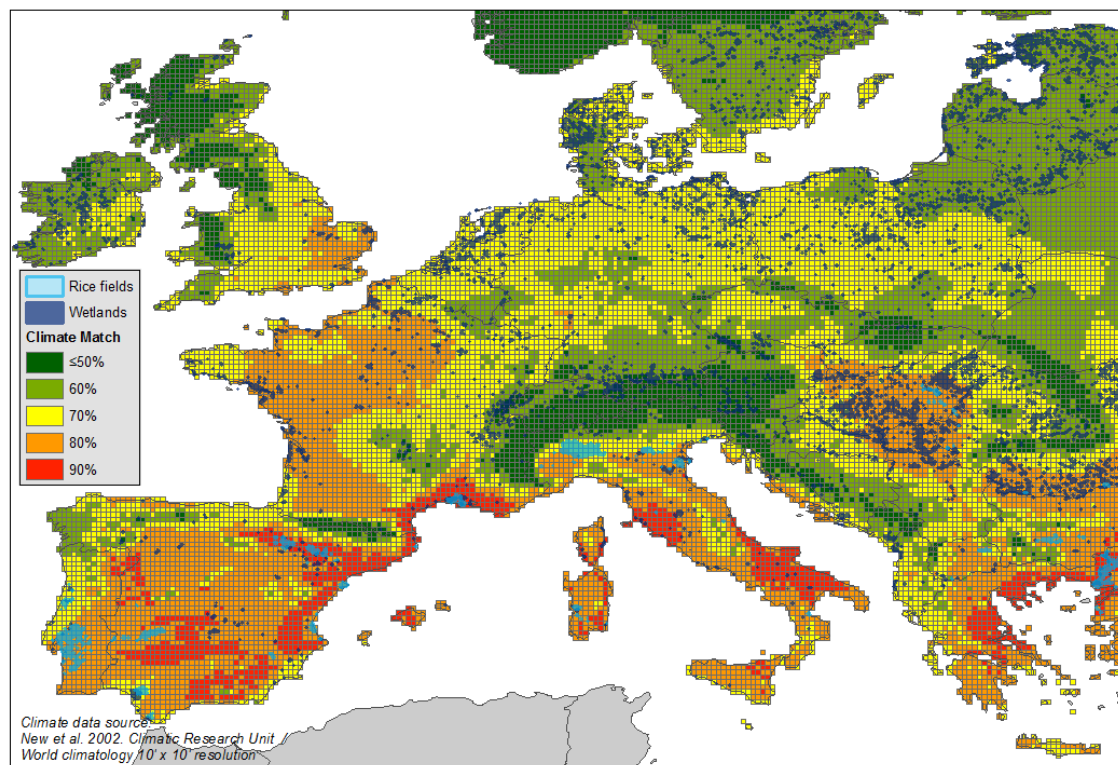 Rice fields
Wetlands
Climate Match
≤50%
60%
70%
80%
90%
Climate data source:
New et al. 2002. Climatic Research Unit /
World climatology 10' x 10' resolution